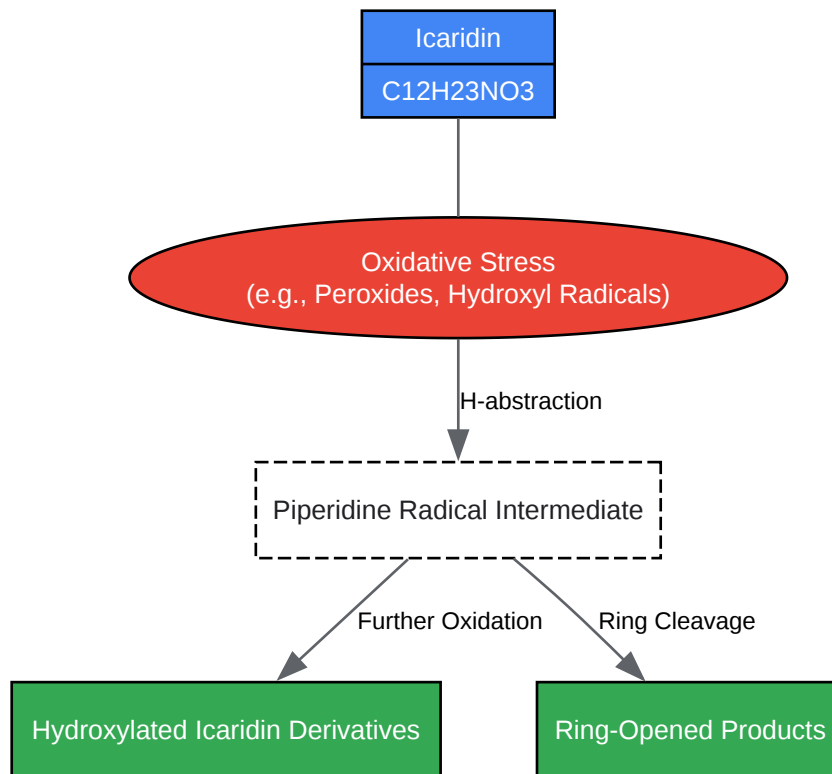 Icaridin
C12H23NO3
Oxidative Stress
(e.g., Peroxides, Hydroxyl Radicals)
H-abstraction
Piperidine Radical Intermediate
Further Oxidation
Ring Cleavage
Hydroxylated Icaridin Derivatives
Ring-Opened Products